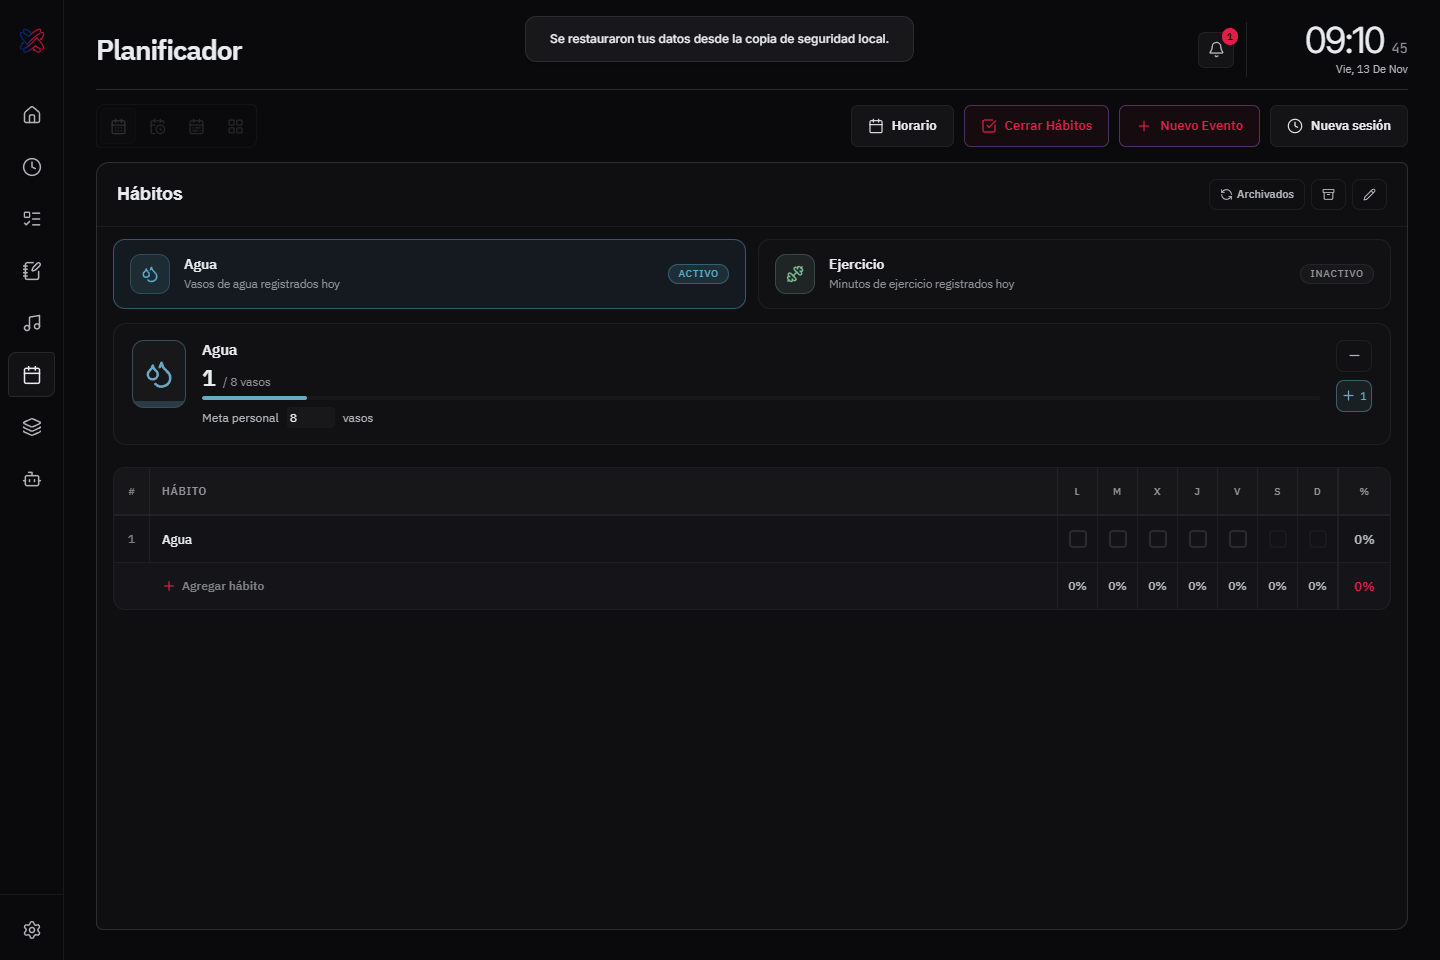 Planificador
Se restauraron tus datos desde la copia de seguridad local.
1
09:10 45
Vie, 13 De Nov
Horario
Cerrar Hábitos
Nuevo Evento
Nueva sesión
Hábitos
Archivados
Agua
Vasos de agua registrados hoy
ACTIVO
Ejercicio
Minutos de ejercicio registrados hoy
INACTIVO
Agua
1 / 8 vasos
Meta personal 8 vasos
+ 1
# HÁBITO L M X J V S D %
1 Agua 0%
+ Agregar hábito 0% 0% 0% 0% 0% 0% 0% 0%